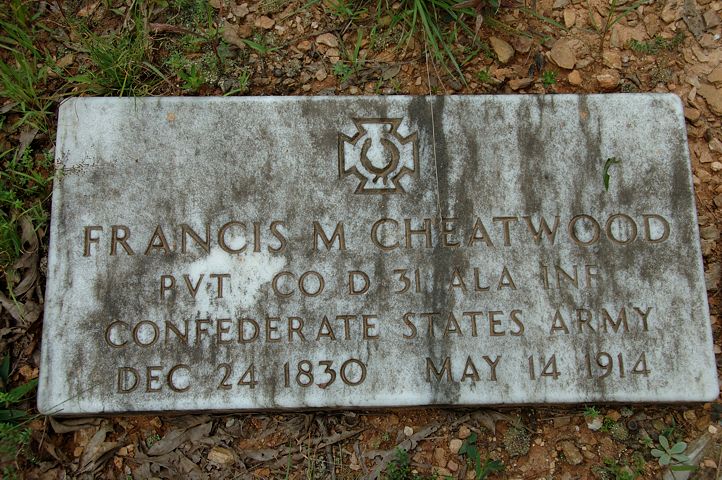 FRANCIS M CHEATWOOD
PVT CO D 31 ALA INF
CONFEDERATE STATES ARMY
DEC 24 1830 MAY 14 1914